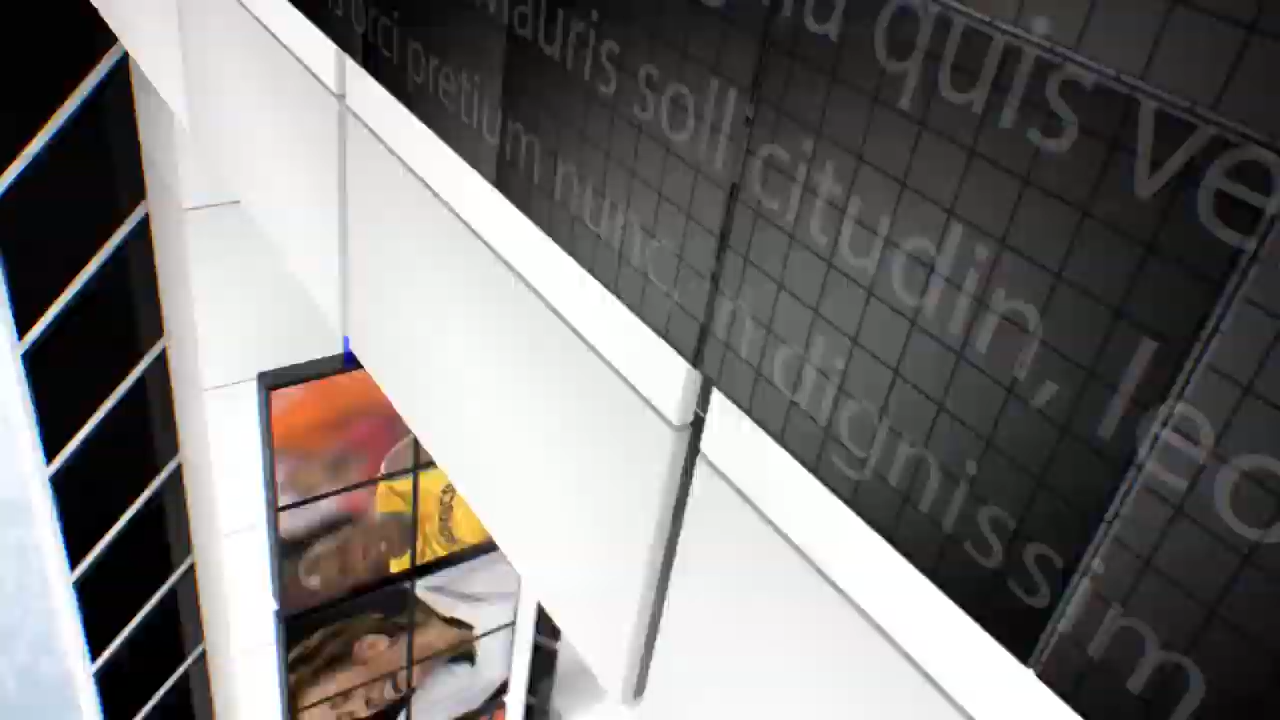 quis ve
Mauris sollicitudin, leo
orci pretium nunc, in dignissim